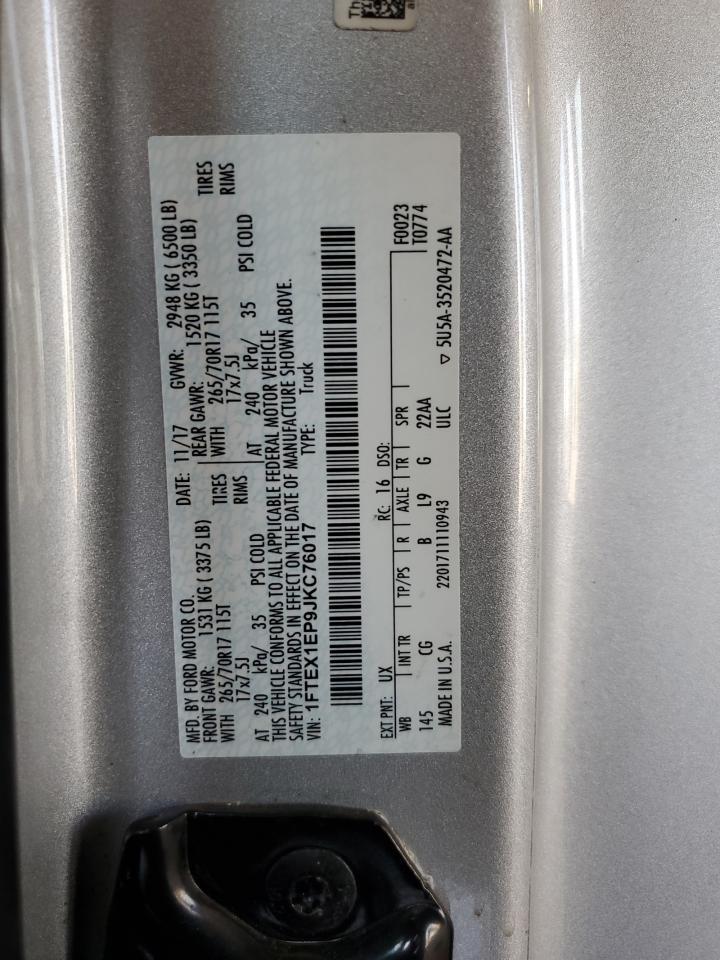 MFD. BY FORD MOTOR CO.
DATE: 11/17 GVWR: 2948 KG ( 6500 LB)
FRONT GAWR: 1531 KG ( 3375 LB)
REAR GAWR: 1520 KG ( 3350 LB)
WITH 265/70R17 115T TIRES
WITH 265/70R17 115T TIRES
17x7.5J RIMS
17x7.5J RIMS
AT 240 kPa/ 35 PSI COLD
AT 240 kPa/ 35 PSI COLD
THIS VEHICLE CONFORMS TO ALL APPLICABLE FEDERAL MOTOR VEHICLE
SAFETY STANDARDS IN EFFECT ON THE DATE OF MANUFACTURE SHOWN ABOVE.
VIN: 1FTEX1EP9JKC76017 TYPE: Truck
EXT PNT: UX RC: 16 DSO: F0023
WB INT TR TP/PS R AXLE TR SPR T0774
145 CG B L9 G 22AA
MADE IN U.S.A. 2201711110943 ULC ▽ 5U5A-3520472-AA